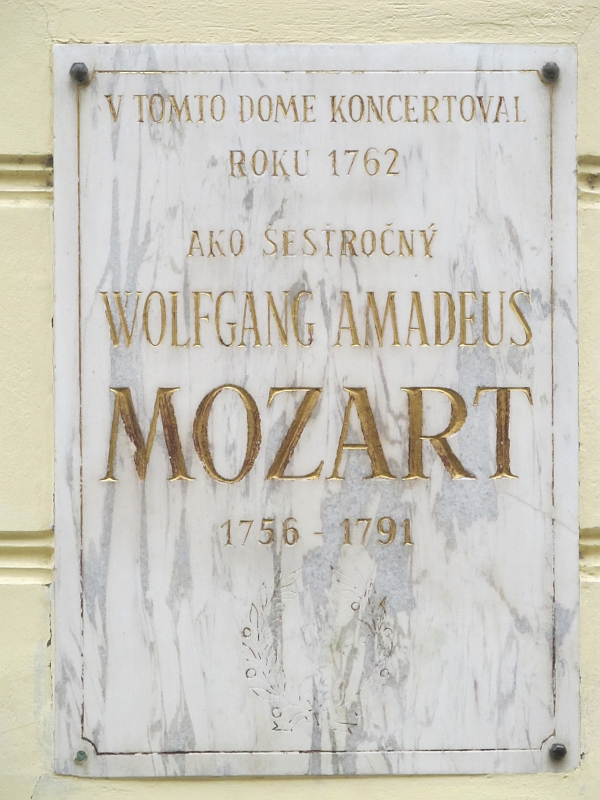 V TOMTO DOME KONCERTOVAL
ROKU 1762
AKO ŠESŤROČNÝ
WOLFGANG AMADEUS
MOZART
1756 - 1791